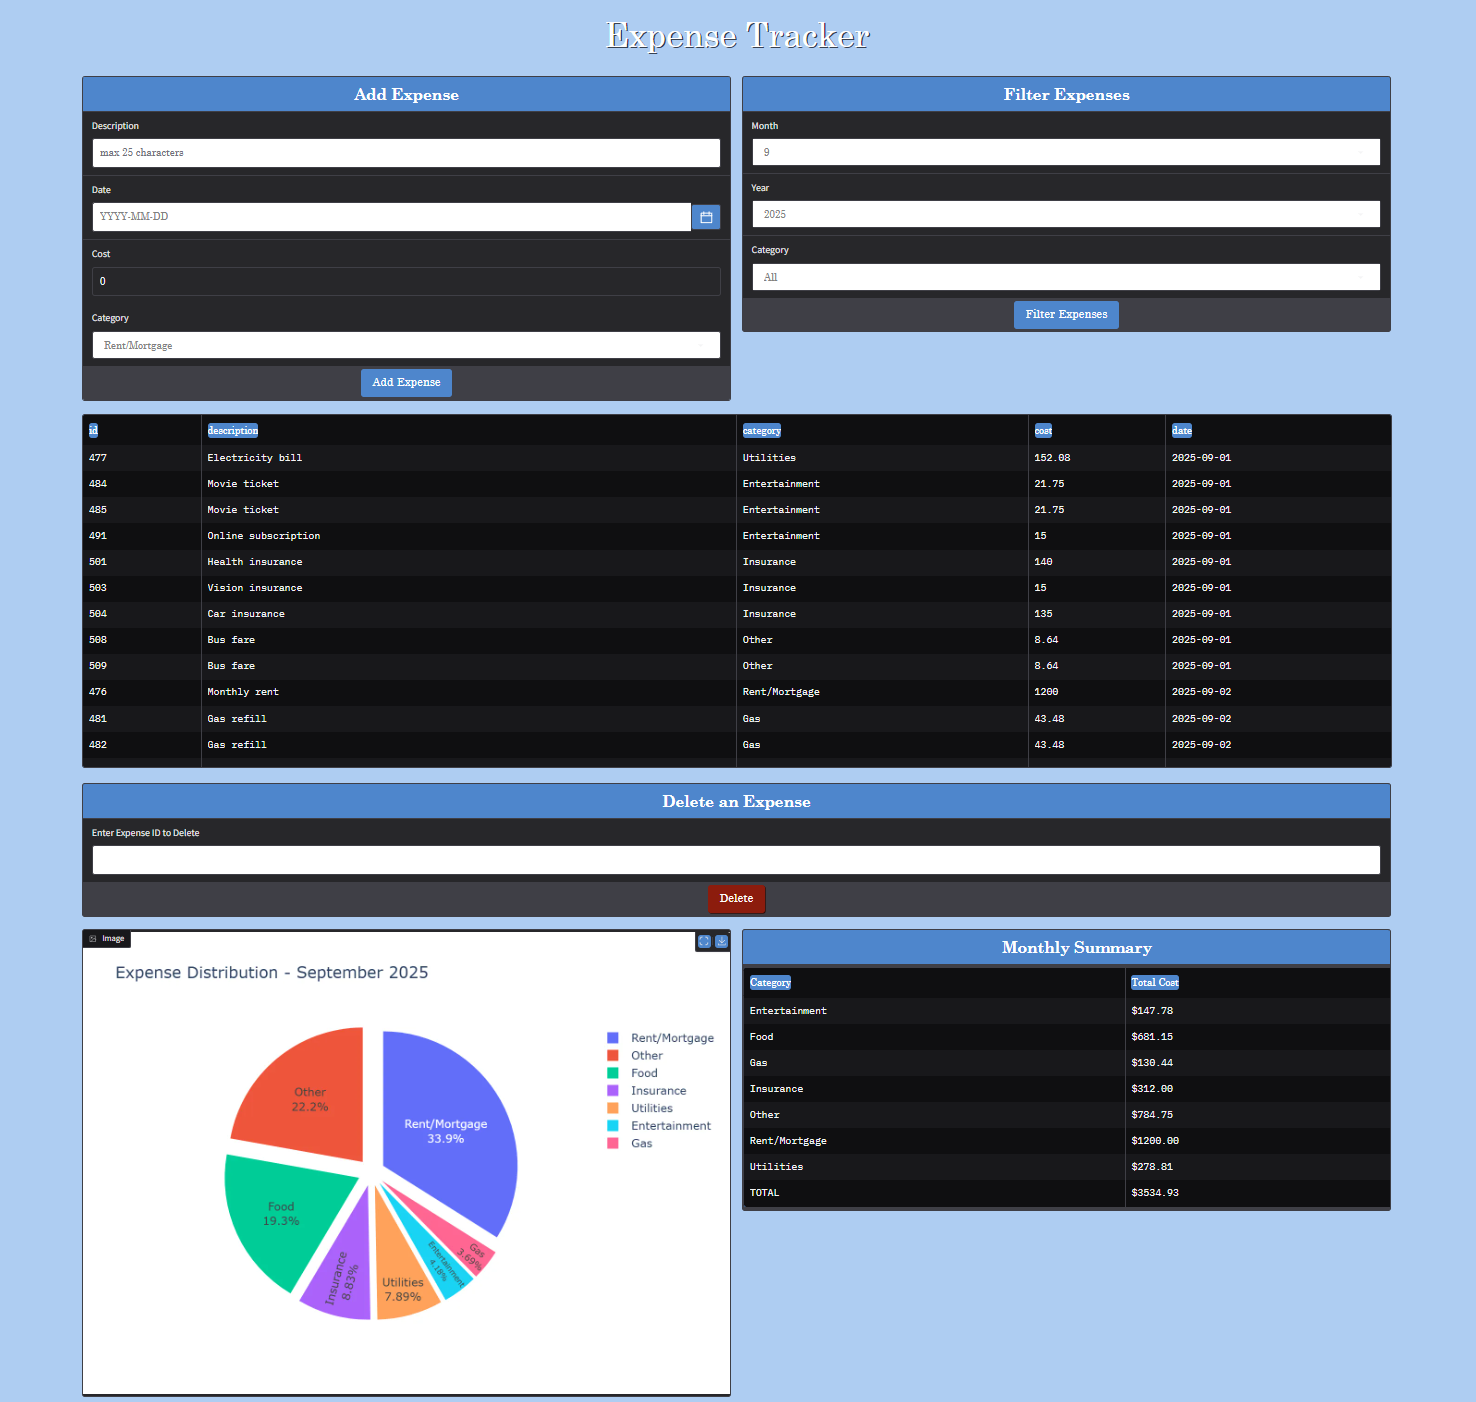 Expense Tracker
Add Expense
Description
max 25 characters
Date
YYYY-MM-DD
Cost
0
Category
Rent/Mortgage
Add Expense
Filter Expenses
Month
9
Year
2025
Category
All
Filter Expenses
id description category cost date
477 Electricity bill Utilities 152.08 2025-09-01
484 Movie ticket Entertainment 21.75 2025-09-01
485 Movie ticket Entertainment 21.75 2025-09-01
491 Online subscription Entertainment 15 2025-09-01
501 Health insurance Insurance 140 2025-09-01
503 Vision insurance Insurance 15 2025-09-01
504 Car insurance Insurance 135 2025-09-01
508 Bus fare Other 8.64 2025-09-01
509 Bus fare Other 8.64 2025-09-01
476 Monthly rent Rent/Mortgage 1200 2025-09-02
481 Gas refill Gas 43.48 2025-09-02
482 Gas refill Gas 43.48 2025-09-02
Delete an Expense
Enter Expense ID to Delete
Delete
Image
Expense Distribution - September 2025
Rent/Mortgage
33.9%
Other
22.2%
Food
19.3%
Insurance
8.83%
Utilities
7.89%
Entertainment
4.18%
Gas
3.69%
Rent/Mortgage
Other
Food
Insurance
Utilities
Entertainment
Gas
Monthly Summary
Category Total Cost
Entertainment $147.78
Food $681.15
Gas $130.44
Insurance $312.00
Other $784.75
Rent/Mortgage $1200.00
Utilities $278.81
TOTAL $3534.93